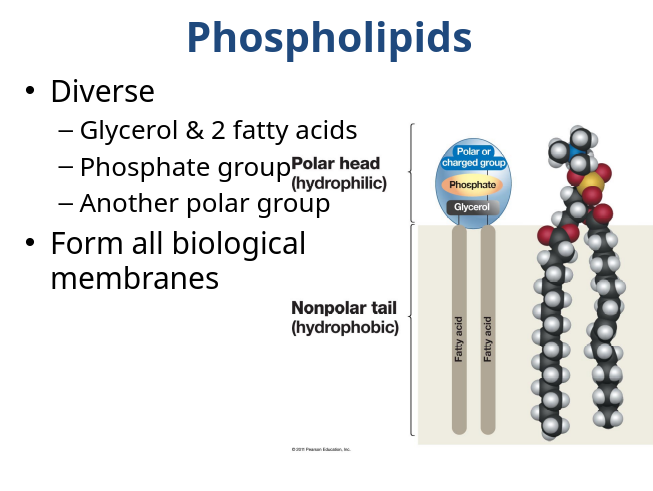 Phospholipids
• Diverse
– Glycerol & 2 fatty acids
– Phosphate group
– Another polar group
• Form all biological
membranes
Polar head
(hydrophilic)
Polar or
charged group
Phosphate
Glycerol
Nonpolar tail
(hydrophobic)
Fatty acid
Fatty acid
© 2011 Pearson Education, Inc.